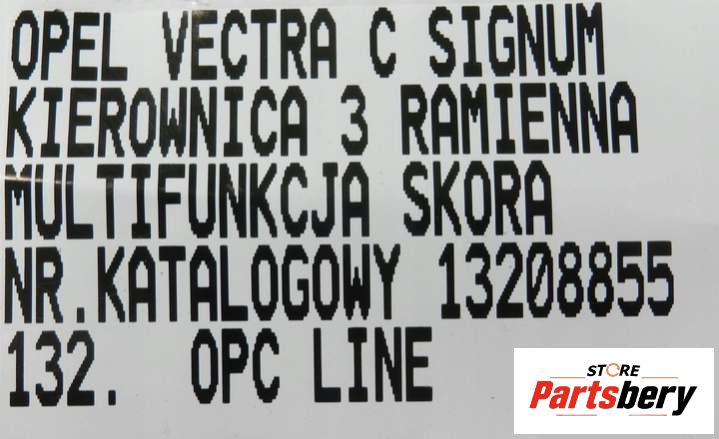 OPEL VECTRA C SIGNUM
KIEROWNICA 3 RAMIENNA
MULTIFUNKCJA SKORA
NR.KATALOGOWY 13208855
132. OPC LINE
STORE
Partsbery